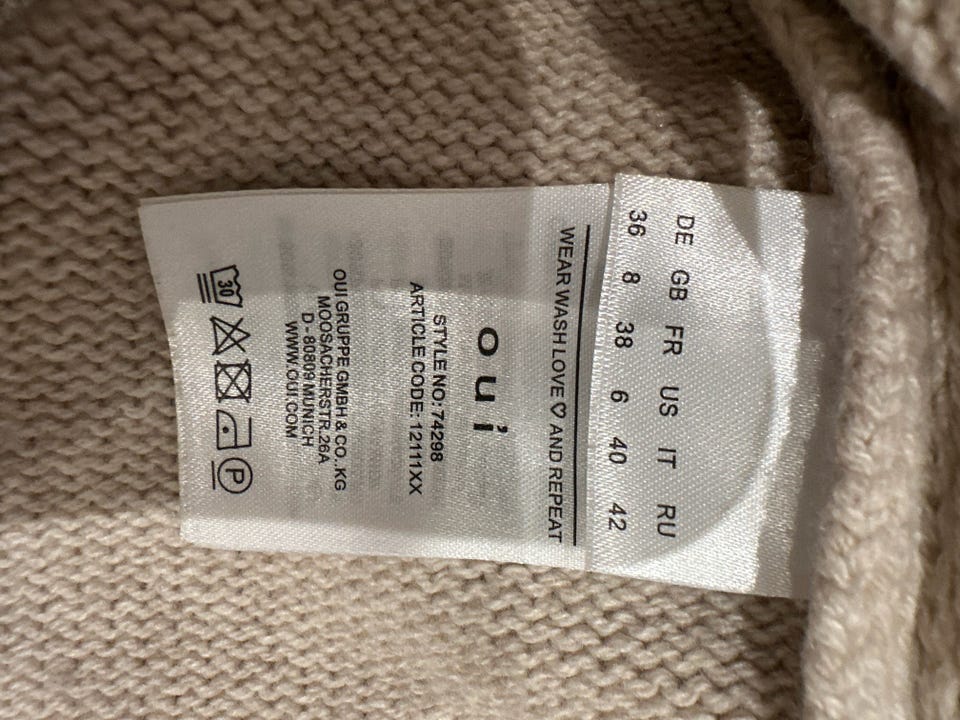 DE GB FR US IT RU
36 8 38 6 40 42
WEAR WASH LOVE ♡ AND REPEAT
oui
STYLE NO: 74298
ARTICLE CODE: 12111XX
OUI GRUPPE GMBH & CO. KG
MOOSACHERSTR.26A
D - 80809 MUNICH
WWW.OUI.COM
30 P